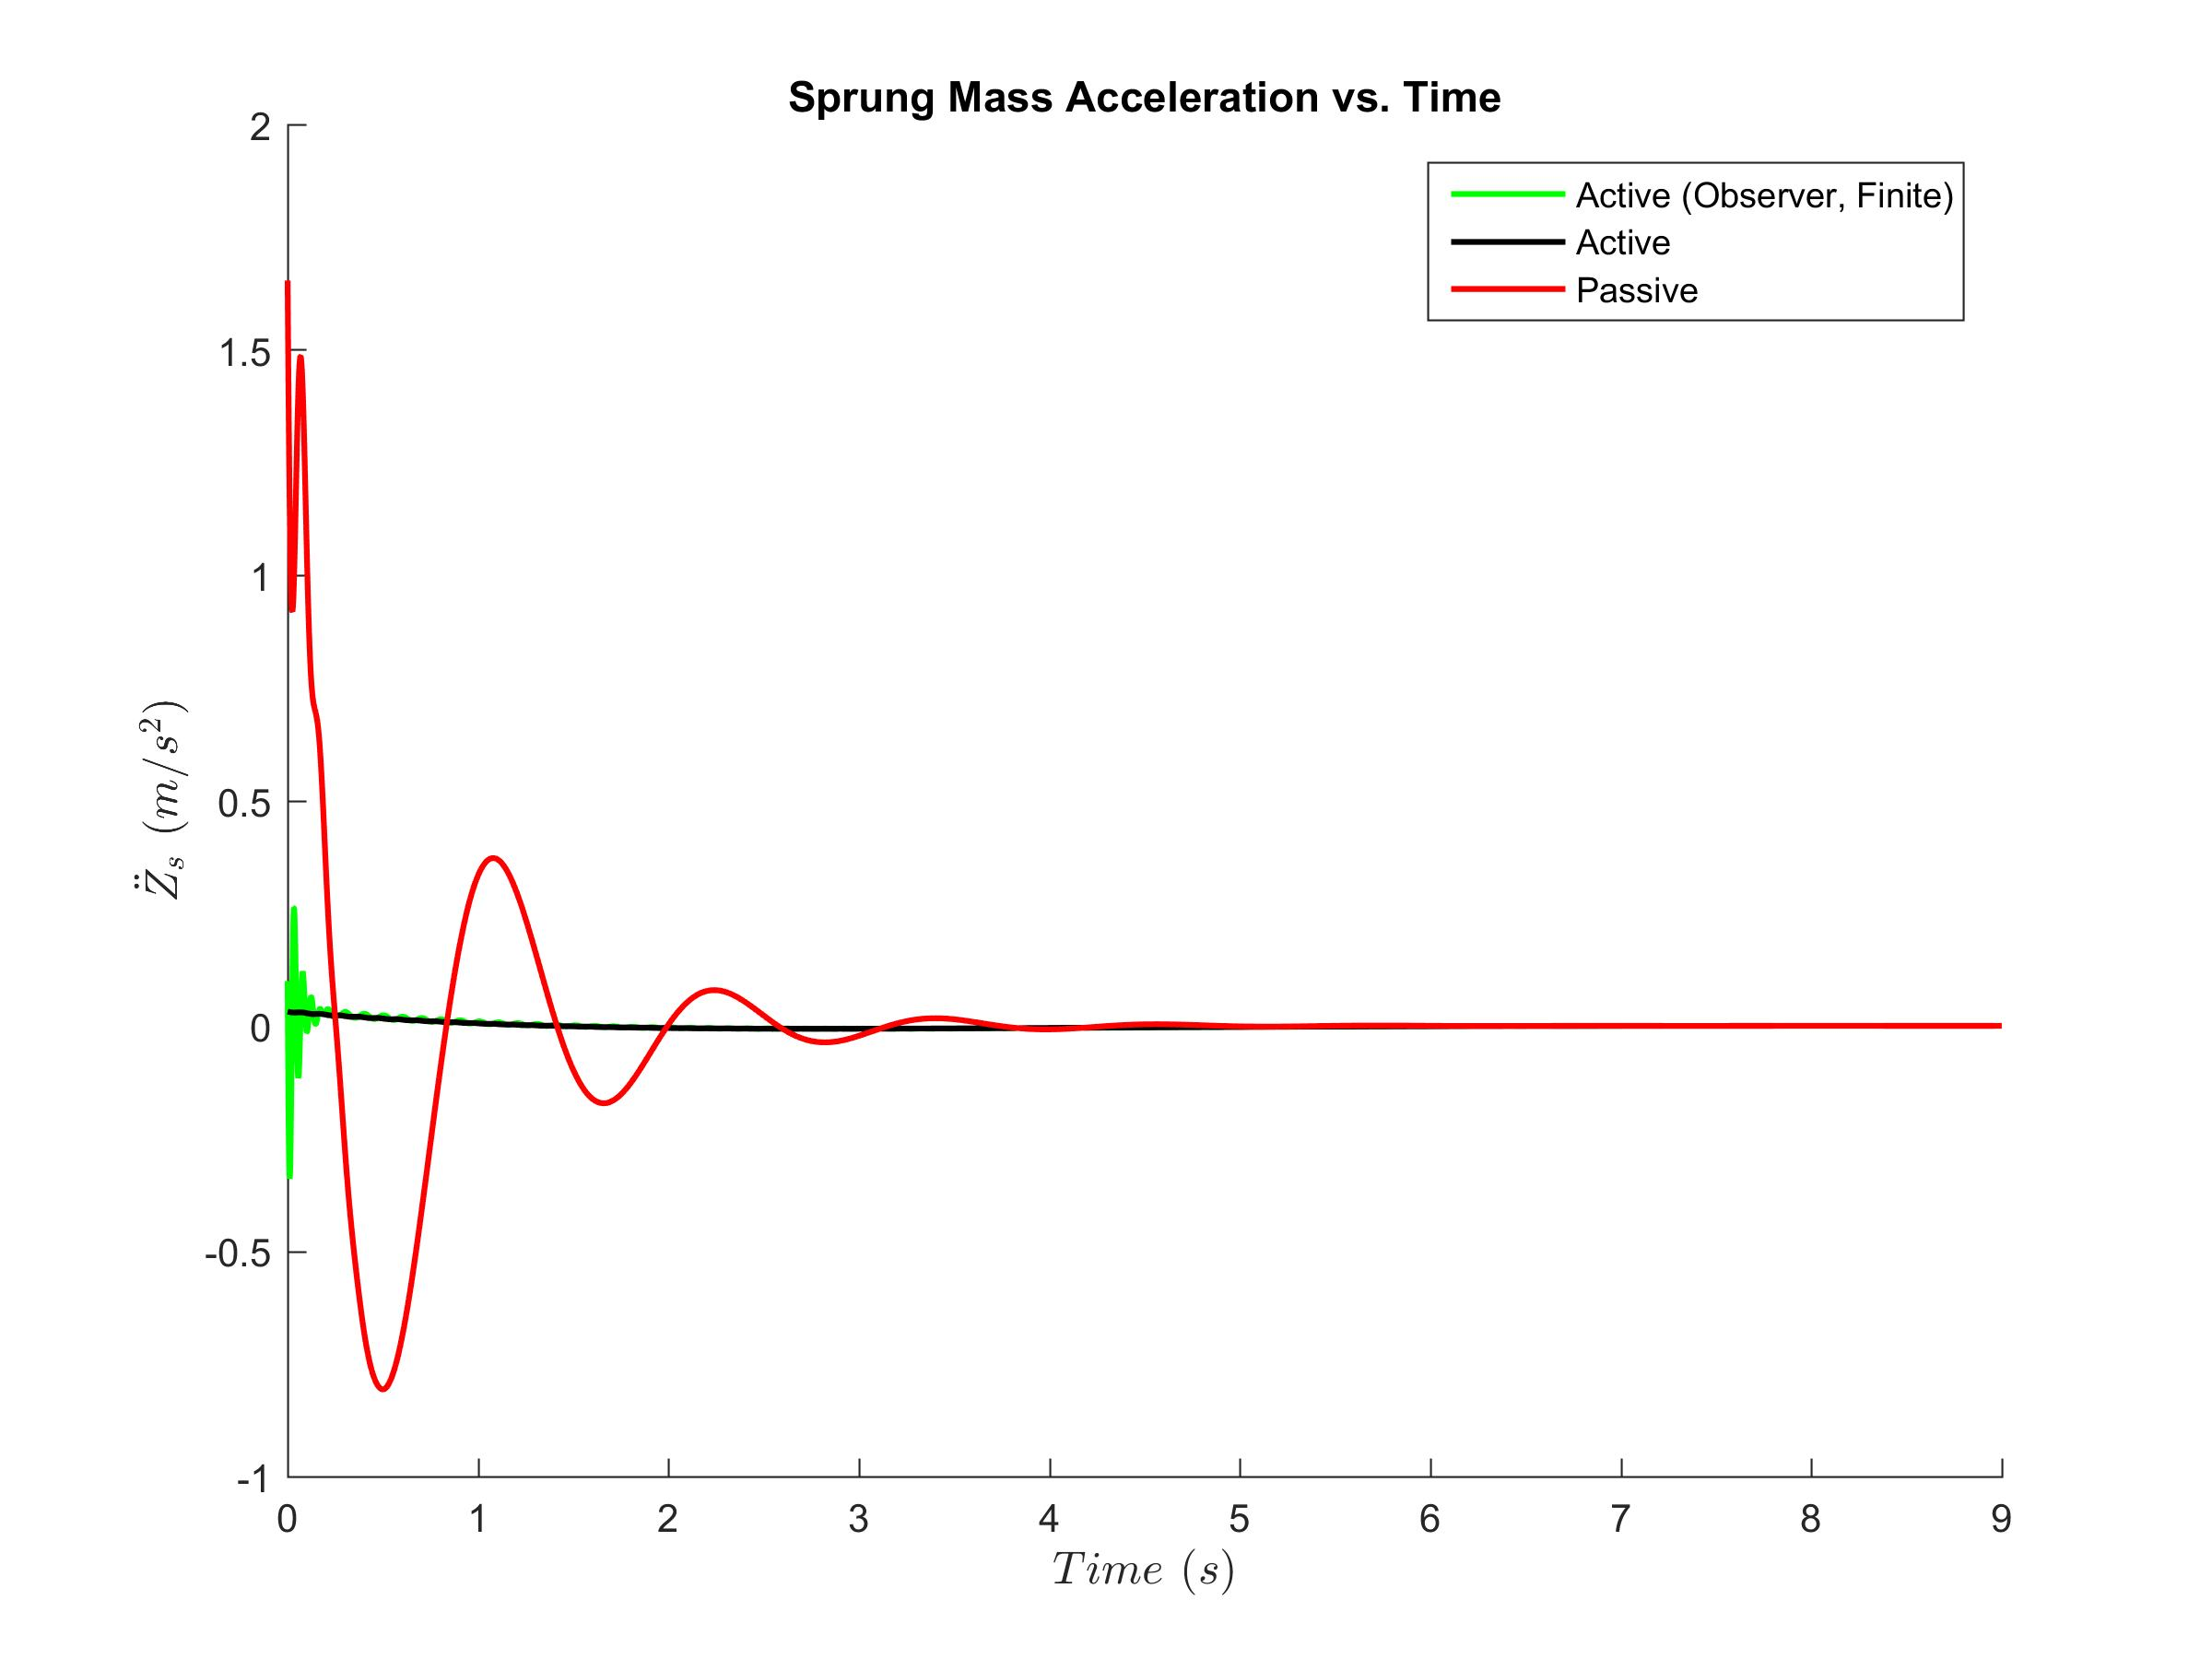 Sprung Mass Acceleration vs. Time
2
Active (Observer, Finite)
Active
Passive
1.5
1
0.5
0
-0.5
-1
Z̈s (m/s²)
0 1 2 3 4 5 6 7 8 9
Time (s)